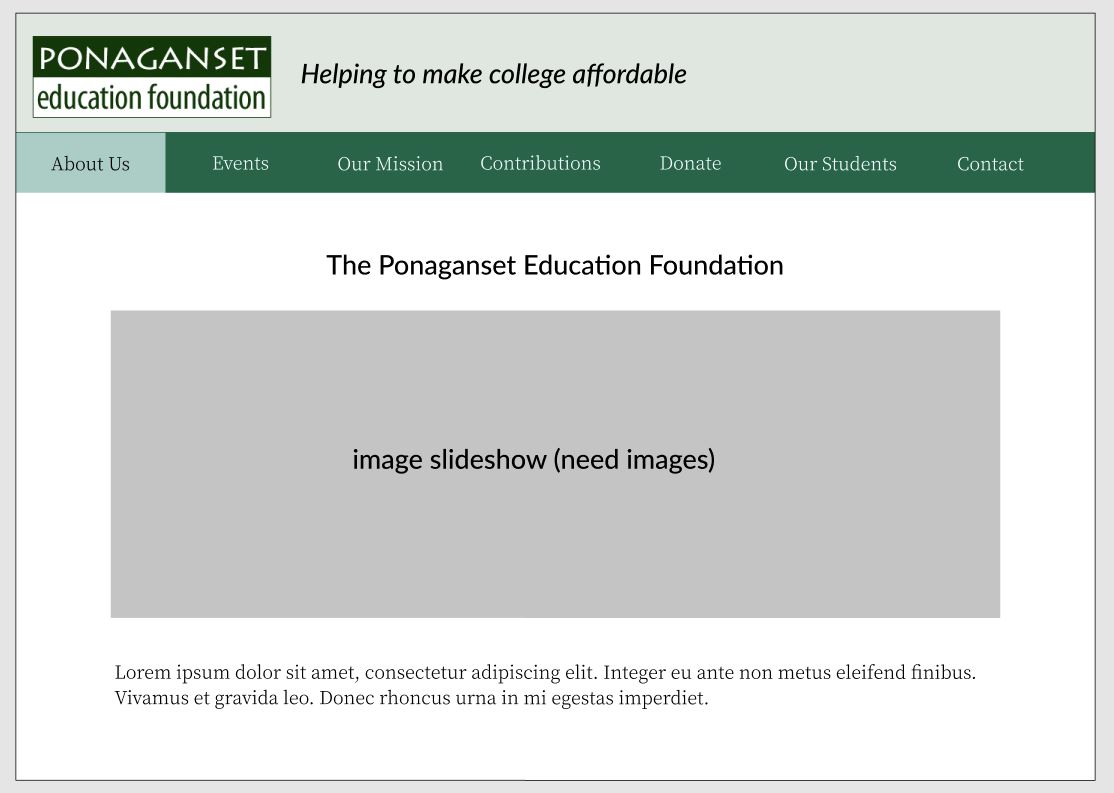 PONAGANSET
education foundation
Helping to make college affordable
About Us Events Our Mission Contributions Donate Our Students Contact
The Ponaganset Education Foundation
image slideshow (need images)
Lorem ipsum dolor sit amet, consectetur adipiscing elit. Integer eu ante non metus eleifend finibus.
Vivamus et gravida leo. Donec rhoncus urna in mi egestas imperdiet.